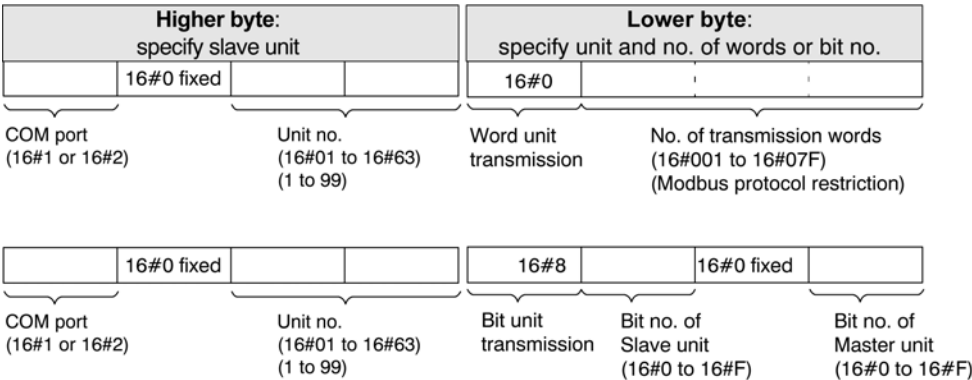 Higher byte:
specify slave unit
Lower byte:
specify unit and no. of words or bit no.
16#0 fixed
16#0
COM port
(16#1 or 16#2)
Unit no.
(16#01 to 16#63)
(1 to 99)
Word unit
transmission
No. of transmission words
(16#001 to 16#07F)
(Modbus protocol restriction)
16#0 fixed
16#8
16#0 fixed
COM port
(16#1 or 16#2)
Unit no.
(16#01 to 16#63)
(1 to 99)
Bit unit
transmission
Bit no. of
Slave unit
(16#0 to 16#F)
Bit no. of
Master unit
(16#0 to 16#F)